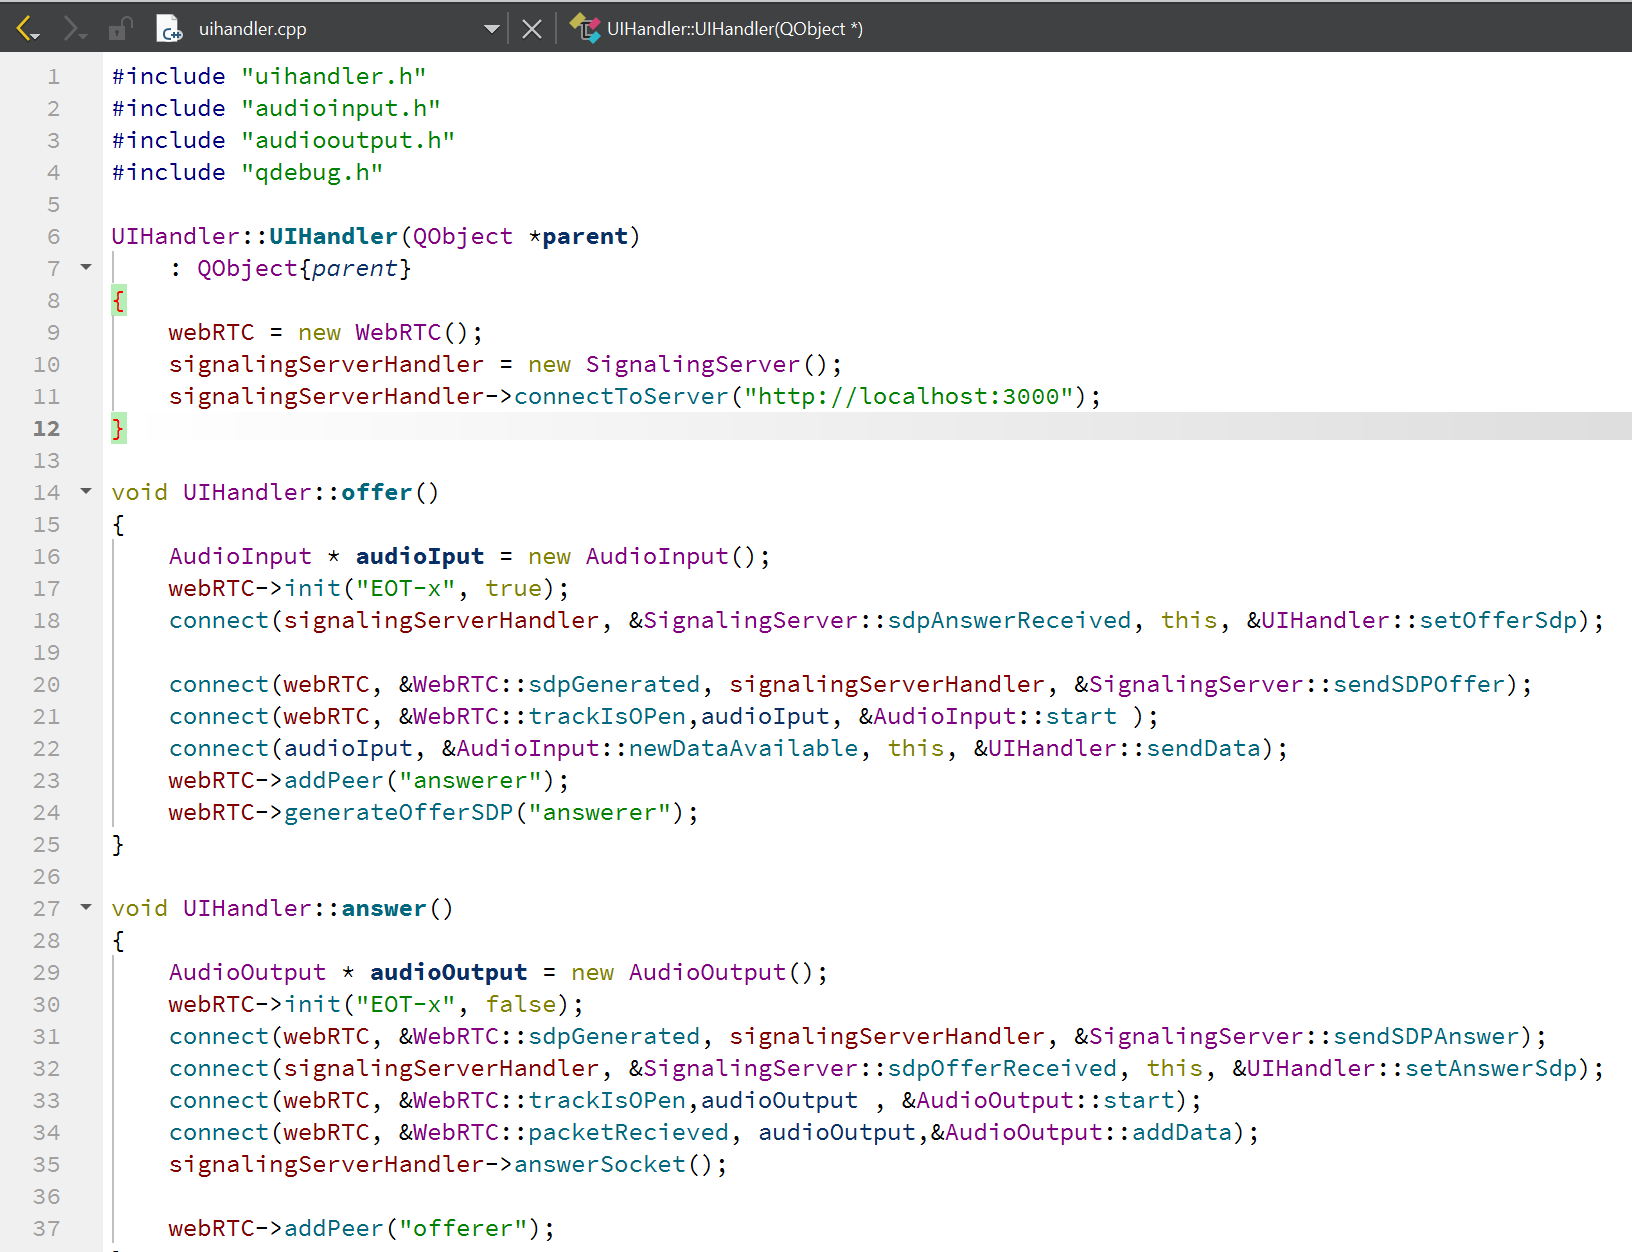 uihandler.cpp UIHandler::UIHandler(QObject *)
1 #include "uihandler.h"
2 #include "audioinput.h"
3 #include "audiooutput.h"
4 #include "qdebug.h"
5
6 UIHandler::UIHandler(QObject *parent)
7 : QObject{parent}
8 {
9 webRTC = new WebRTC();
10 signalingServerHandler = new SignalingServer();
11 signalingServerHandler->connectToServer("http://localhost:3000");
12 }
13
14 void UIHandler::offer()
15 {
16 AudioInput * audioIput = new AudioInput();
17 webRTC->init("EOT-x", true);
18 connect(signalingServerHandler, &SignalingServer::sdpAnswerReceived, this, &UIHandler::setOfferSdp);
19
20 connect(webRTC, &WebRTC::sdpGenerated, signalingServerHandler, &SignalingServer::sendSDPOffer);
21 connect(webRTC, &WebRTC::trackIsOPen,audioIput, &AudioInput::start );
22 connect(audioIput, &AudioInput::newDataAvailable, this, &UIHandler::sendData);
23 webRTC->addPeer("answerer");
24 webRTC->generateOfferSDP("answerer");
25 }
26
27 void UIHandler::answer()
28 {
29 AudioOutput * audioOutput = new AudioOutput();
30 webRTC->init("EOT-x", false);
31 connect(webRTC, &WebRTC::sdpGenerated, signalingServerHandler, &SignalingServer::sendSDPAnswer);
32 connect(signalingServerHandler, &SignalingServer::sdpOfferReceived, this, &UIHandler::setAnswerSdp);
33 connect(webRTC, &WebRTC::trackIsOPen,audioOutput , &AudioOutput::start);
34 connect(webRTC, &WebRTC::packetRecieved, audioOutput,&AudioOutput::addData);
35 signalingServerHandler->answerSocket();
36
37 webRTC->addPeer("offerer");